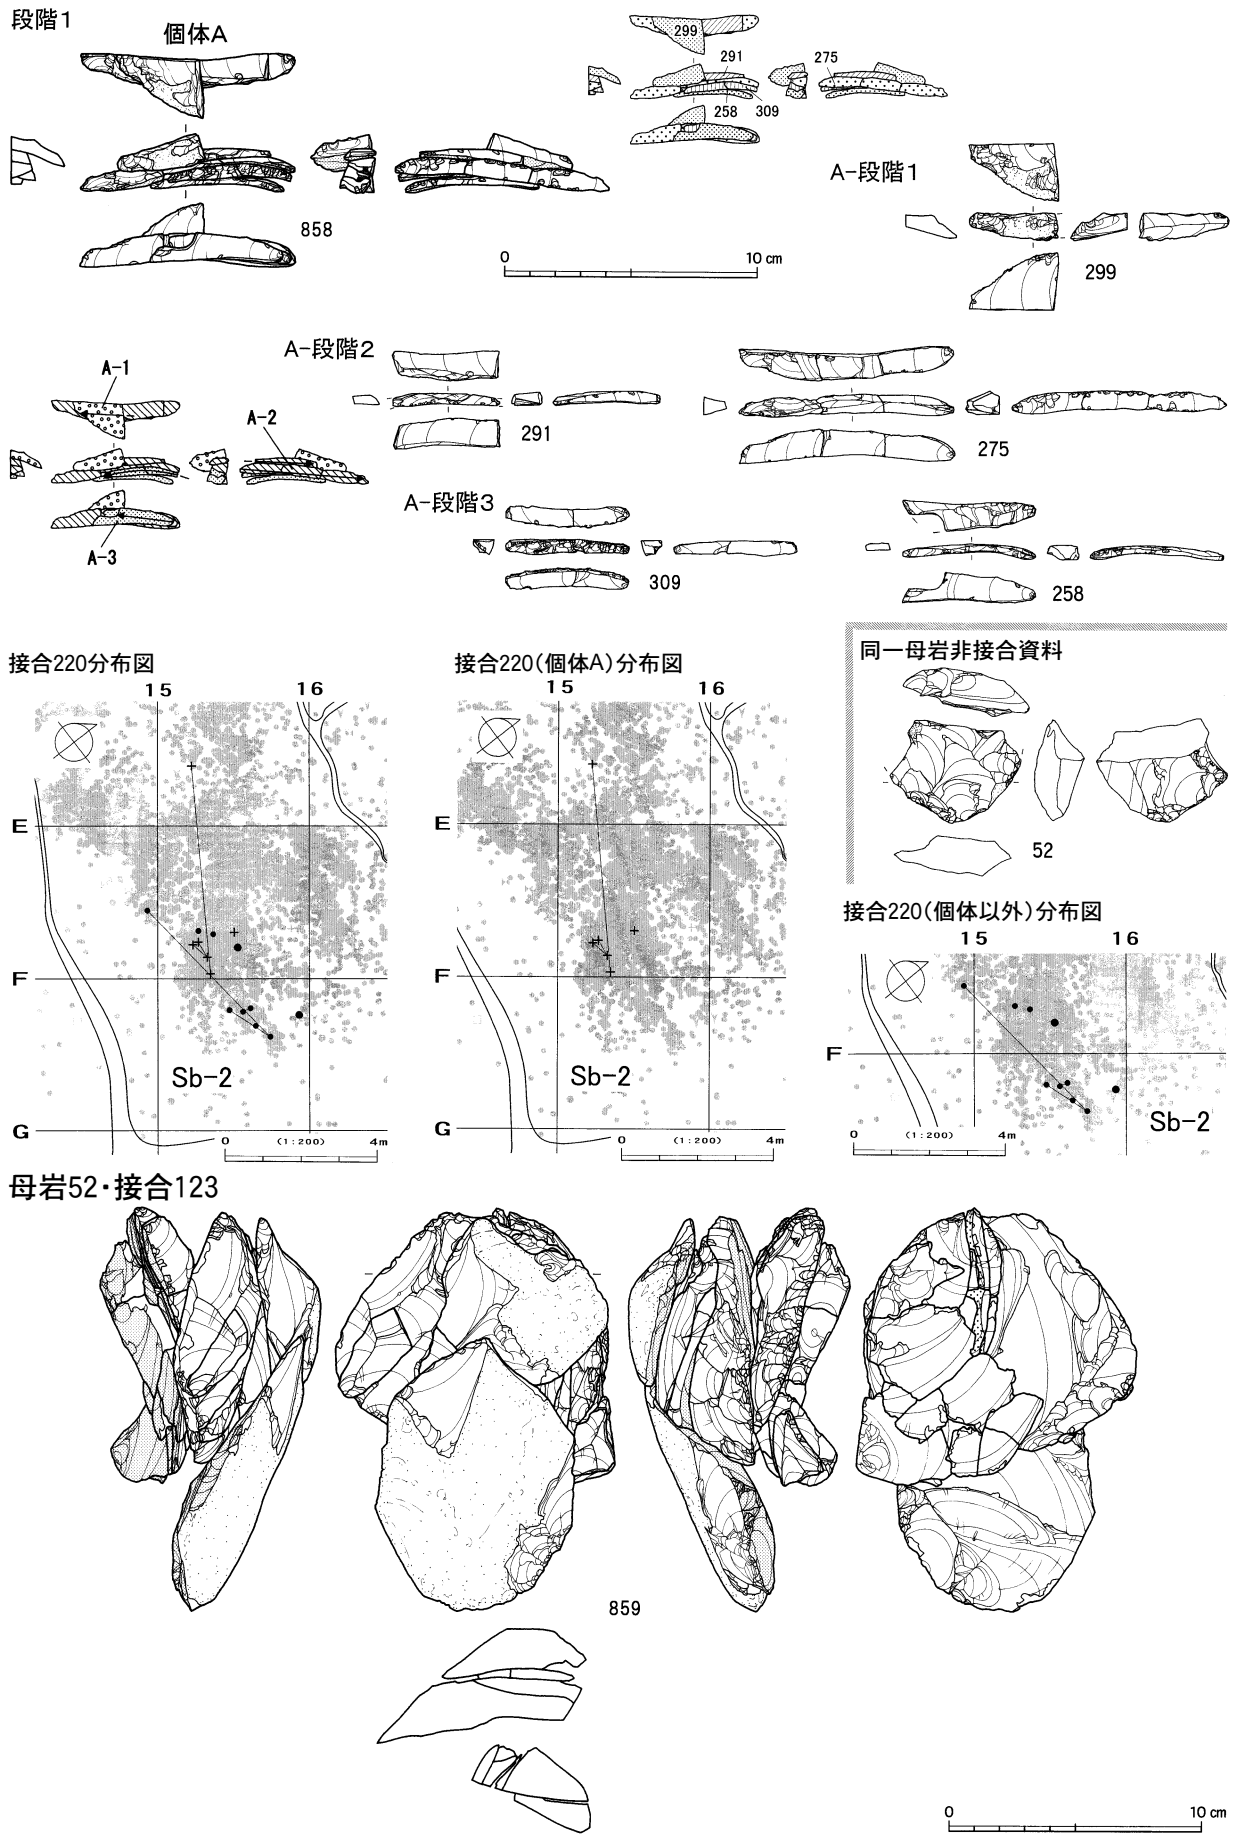 段階1
個体A
858
299
291
275
258
309
0 10 cm
A-段階1
299
A-1
A-2
A-3
A-段階2
291
275
A-段階3
309
258
接合220分布図
15 16
E
F
G
Sb-2
0 (1:200) 4m
接合220(個体A)分布図
15 16
E
F
G
Sb-2
0 (1:200) 4m
同一母岩非接合資料
52
接合220(個体以外)分布図
15 16
F
Sb-2
0 (1:200) 4m
母岩52・接合123
859
0 10 cm